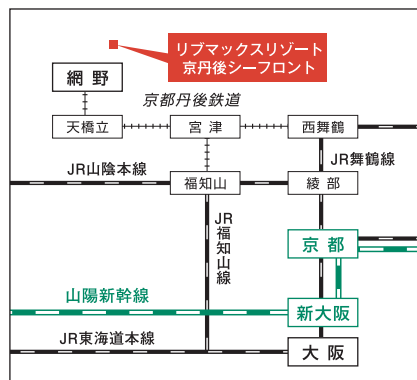 リブマックスリゾート
京丹後シーフロント
網野
京都丹後鉄道
天橋立
宮津
西舞鶴
JR山陰本線
JR舞鶴線
福知山
綾部
JR福知山線
京都
山陽新幹線
新大阪
JR東海道本線
大阪